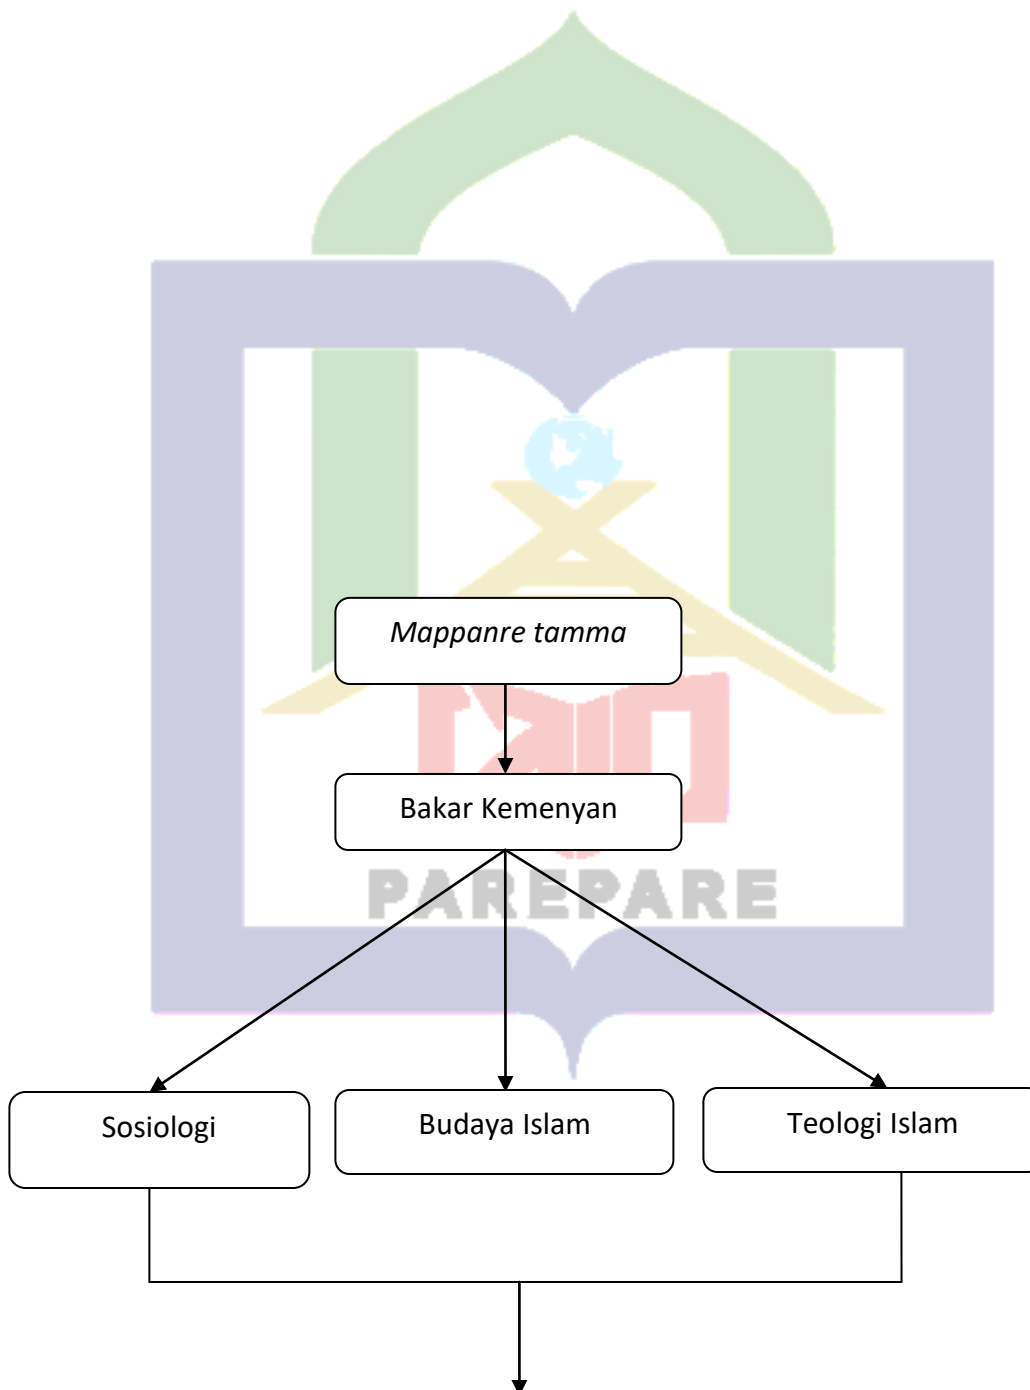 Mappanre tamma
Bakar Kemenyan
PAREPARE
Sosiologi
Budaya Islam
Teologi Islam